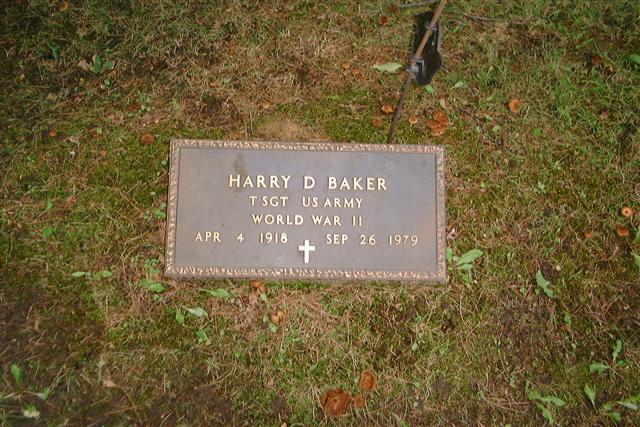 HARRY D BAKER
T SGT US ARMY
WORLD WAR II
APR 4 1918 SEP 26 1979